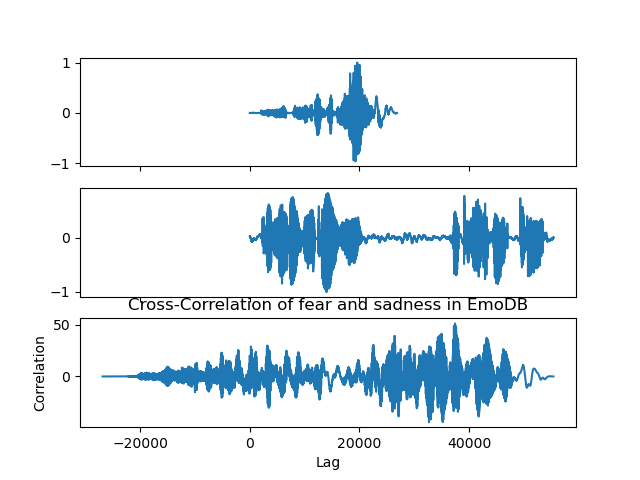 1
0
−1
0
−1
Cross-Correlation of fear and sadness in EmoDB
50
0
Correlation
−20000 0 20000 40000
Lag